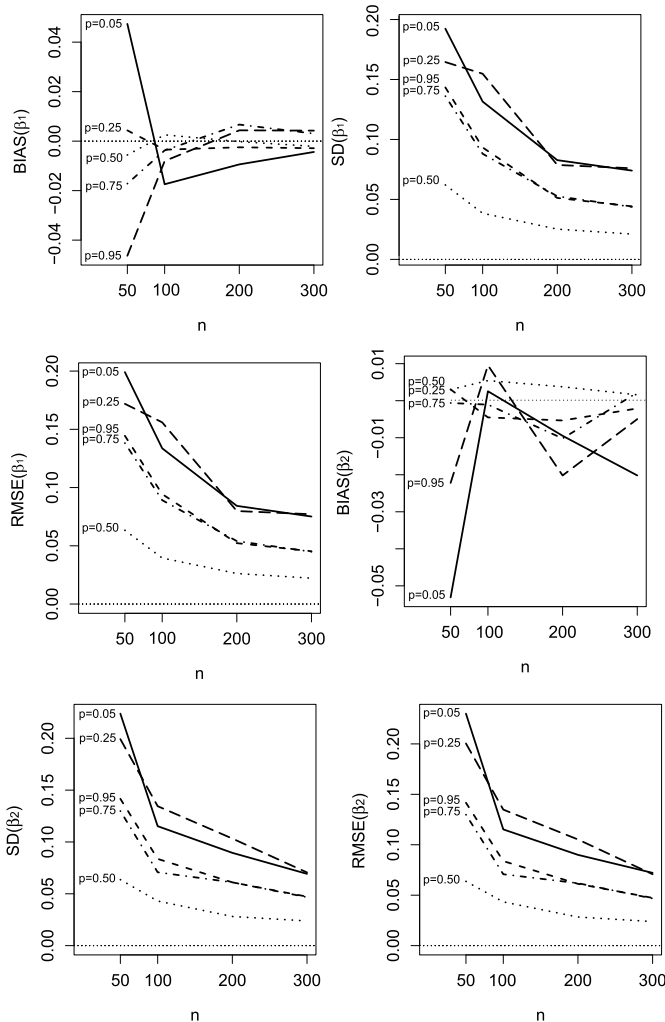 BIAS(β1)
0.04
0.02
0.00
−0.02
−0.04
p=0.05
p=0.25
p=0.50
p=0.75
p=0.95
50 100 200 300
n
SD(β1)
0.20
0.15
0.10
0.05
0.00
p=0.05
p=0.25
p=0.95
p=0.75
p=0.50
50 100 200 300
n
RMSE(β1)
0.20
0.15
0.10
0.05
0.00
p=0.05
p=0.25
p=0.95
p=0.75
p=0.50
50 100 200 300
n
BIAS(β2)
0.01
−0.01
−0.03
−0.05
p=0.50
p=0.25
p=0.75
p=0.95
p=0.05
50 100 200 300
n
SD(β2)
0.20
0.15
0.10
0.05
0.00
p=0.05
p=0.25
p=0.95
p=0.75
p=0.50
50 100 200 300
n
RMSE(β2)
0.20
0.15
0.10
0.05
0.00
p=0.05
p=0.25
p=0.95
p=0.75
p=0.50
50 100 200 300
n